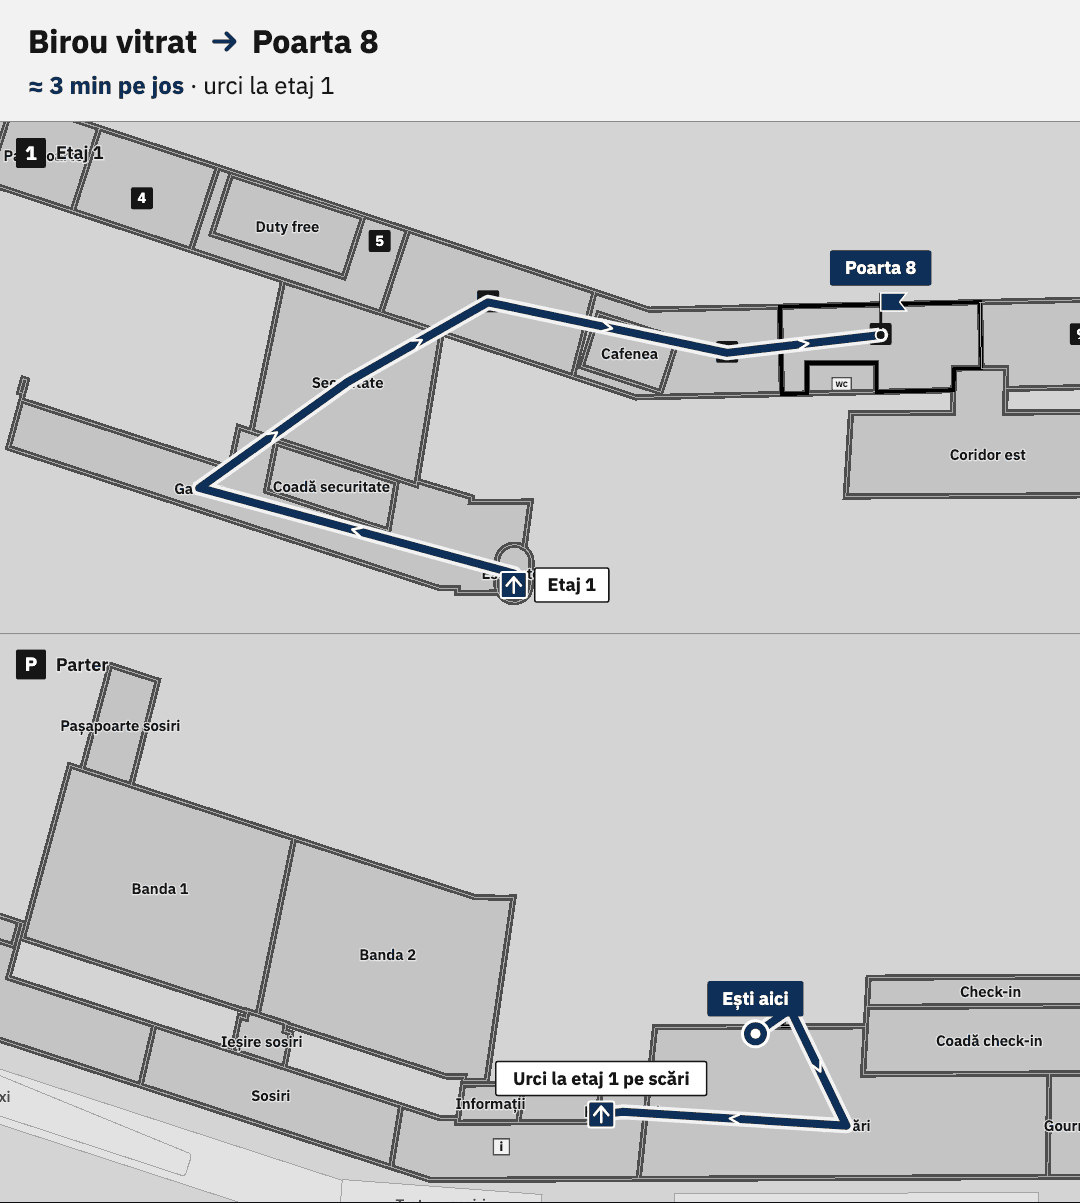 Birou vitrat → Poarta 8
≈ 3 min pe jos · urci la etaj 1
1 Etaj 1
4
Duty free
5
Poarta 8
Cafenea
WC
Coridor est
Coadă securitate
Etaj 1
P Parter
Pașapoarte sosiri
Banda 1
Banda 2
Ești aici
Check-in
Coadă check-in
Ieșire sosiri
Urci la etaj 1 pe scări
Sosiri
Informații
i